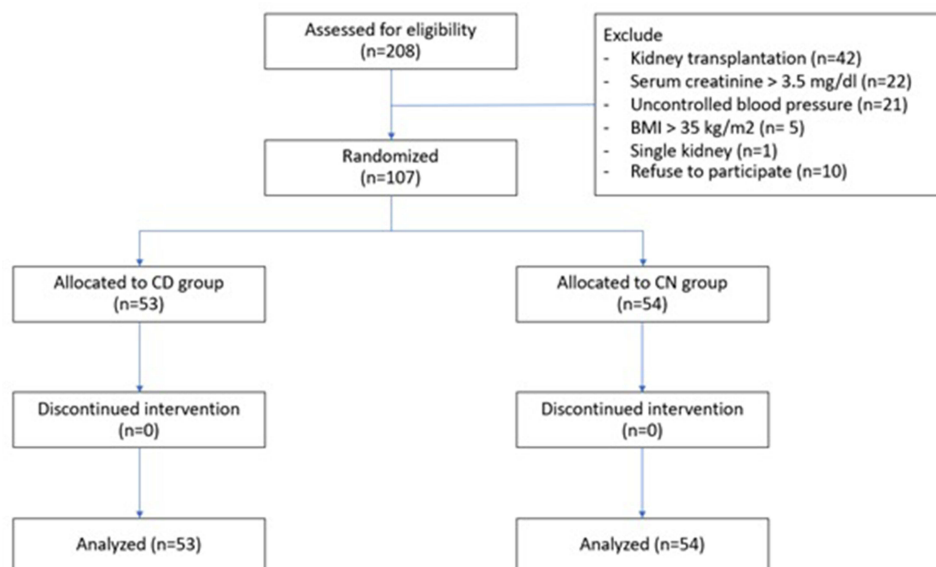 Assessed for eligibility
(n=208)
Exclude
- Kidney transplantation (n=42)
- Serum creatinine > 3.5 mg/dl (n=22)
- Uncontrolled blood pressure (n=21)
- BMI > 35 kg/m2 (n= 5)
- Single kidney (n=1)
- Refuse to participate (n=10)
Randomized
(n=107)
Allocated to CD group
(n=53)
Allocated to CN group
(n=54)
Discontinued intervention
(n=0)
Discontinued intervention
(n=0)
Analyzed (n=53)
Analyzed (n=54)